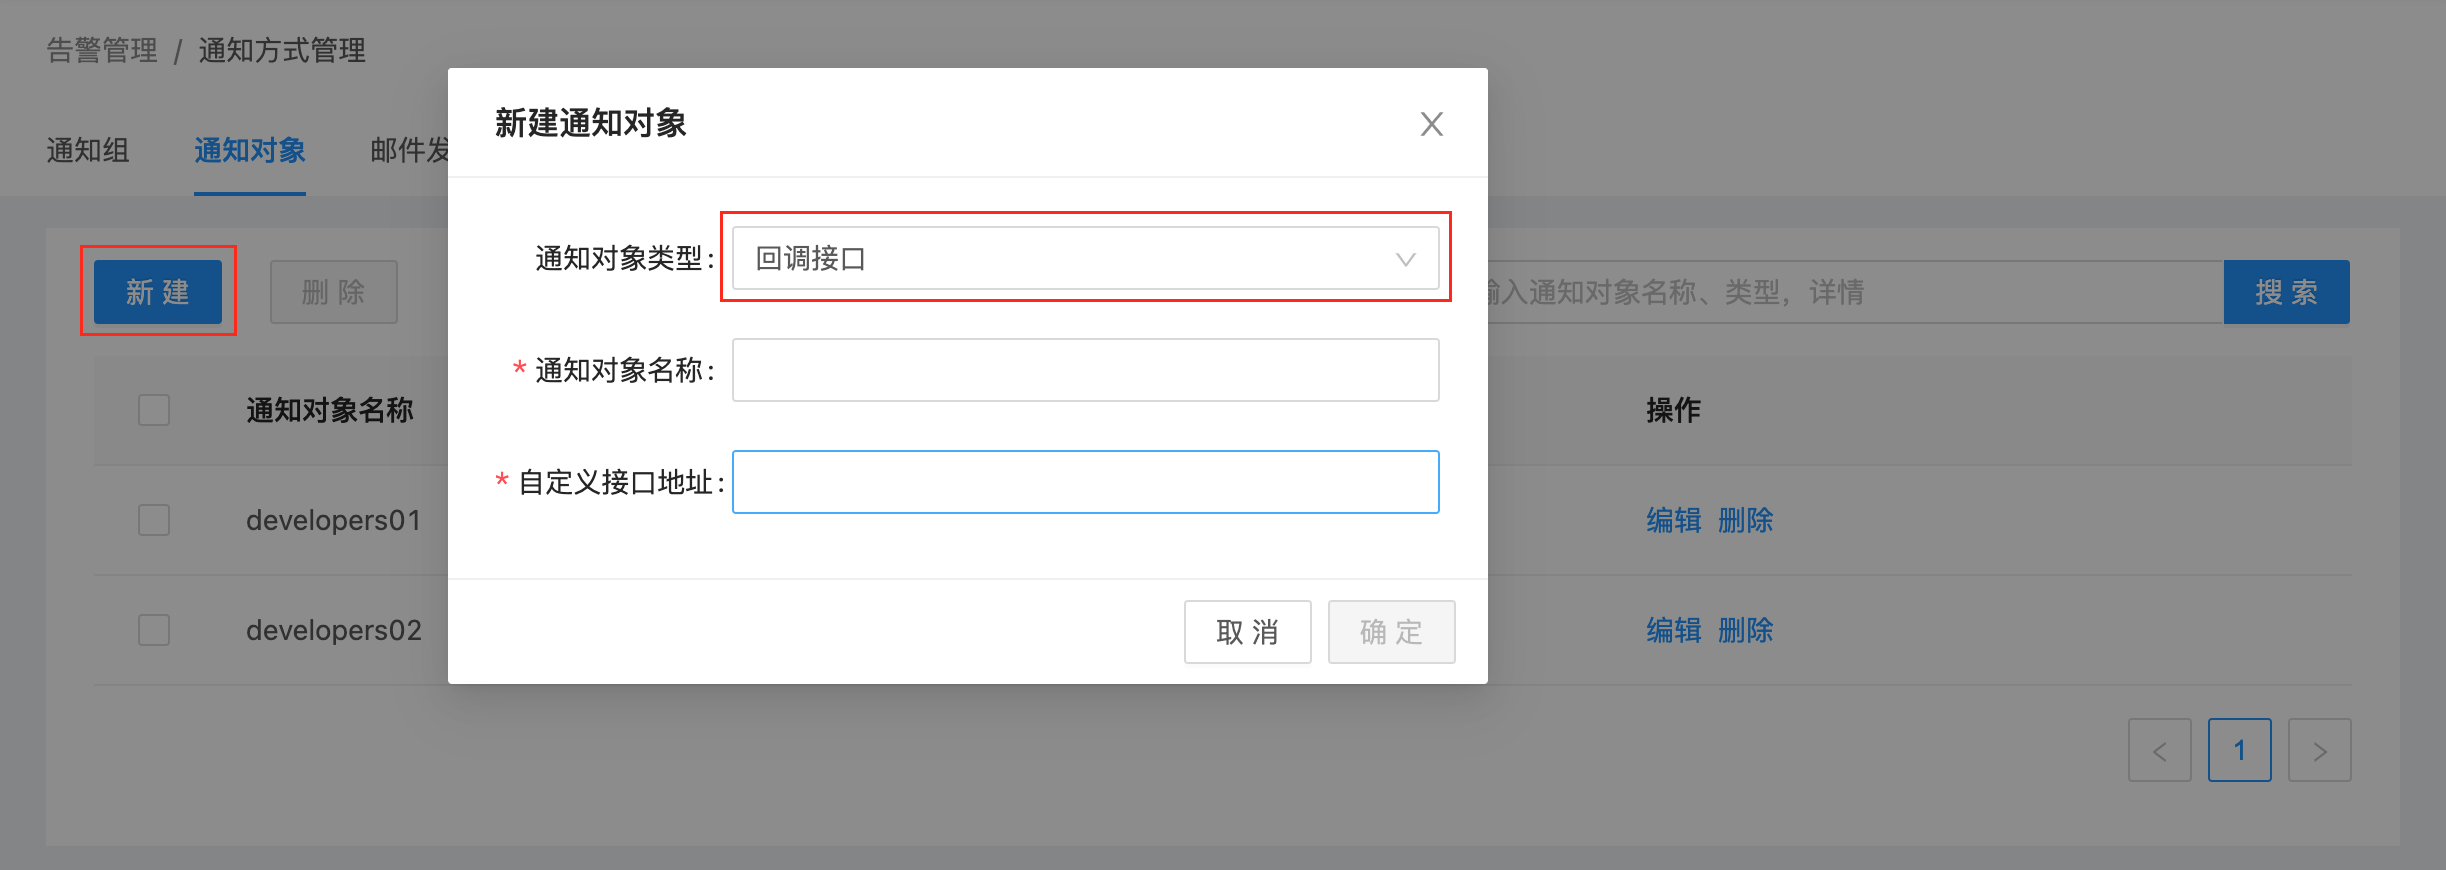 告警管理 / 通知方式管理
通知组 通知对象 邮件发
新建 删除
输入通知对象名称、类型，详情 搜索
通知对象名称 操作
developers01 编辑 删除
developers02 编辑 删除
< 1 >
新建通知对象
通知对象类型: 回调接口
* 通知对象名称:
* 自定义接口地址:
取消 确定